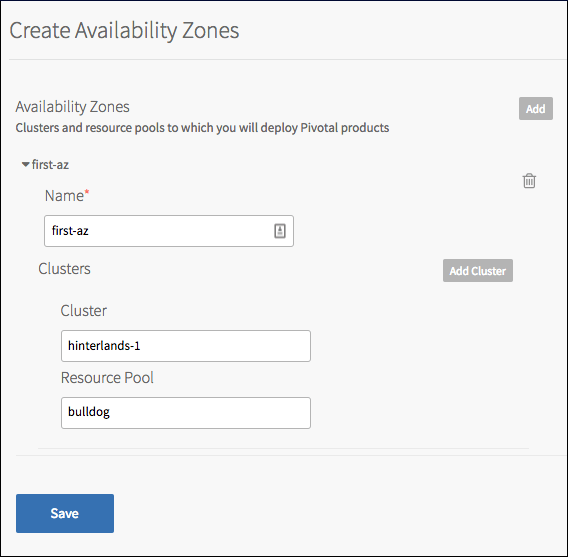 Create Availability Zones
Availability Zones
Add
Clusters and resource pools to which you will deploy Pivotal products
first-az
Name*
first-az
Clusters
Add Cluster
Cluster
hinterlands-1
Resource Pool
bulldog
Save